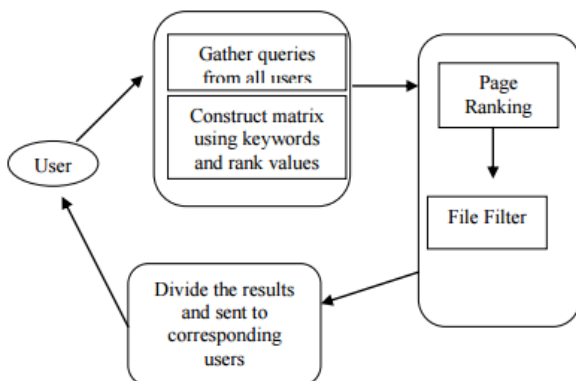 Gather queries
from all users
Construct matrix
using keywords
and rank values
Page
Ranking
User
File Filter
Divide the results
and sent to
corresponding
users